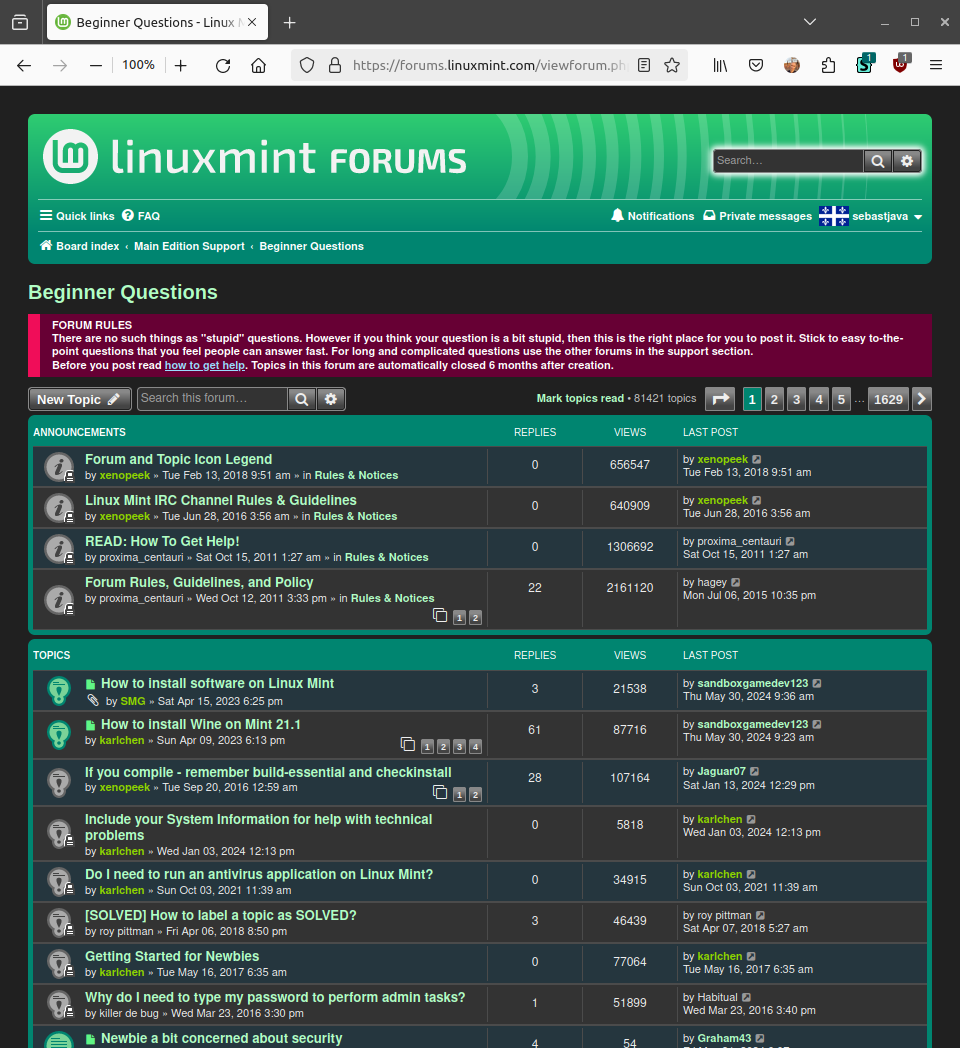 Beginner Questions - Linux M
100%
https://forums.linuxmint.com/viewforum.ph
1
1
linuxmint FORUMS
Search…
Quick links FAQ
Notifications Private messages sebastjava
Board index ‹ Main Edition Support ‹ Beginner Questions
Beginner Questions
FORUM RULES
There are no such things as "stupid" questions. However if you think your question is a bit stupid, then this is the right place for you to post it. Stick to easy to-the-
point questions that you feel people can answer fast. For long and complicated questions use the other forums in the support section.
Before you post read how to get help. Topics in this forum are automatically closed 6 months after creation.
New Topic Search this forum… Mark topics read • 81421 topics 1 2 3 4 5 … 1629
ANNOUNCEMENTS REPLIES VIEWS LAST POST
Forum and Topic Icon Legend
by xenopeek » Tue Feb 13, 2018 9:51 am » in Rules & Notices
0 656547
by xenopeek
Tue Feb 13, 2018 9:51 am
Linux Mint IRC Channel Rules & Guidelines
by xenopeek » Tue Jun 28, 2016 3:56 am » in Rules & Notices
0 640909
by xenopeek
Tue Jun 28, 2016 3:56 am
READ: How To Get Help!
by proxima_centauri » Sat Oct 15, 2011 1:27 am » in Rules & Notices
0 1306692
by proxima_centauri
Sat Oct 15, 2011 1:27 am
Forum Rules, Guidelines, and Policy
by proxima_centauri » Wed Oct 12, 2011 3:33 pm » in Rules & Notices
1 2
22 2161120
by hagey
Mon Jul 06, 2015 10:35 pm
TOPICS REPLIES VIEWS LAST POST
How to install software on Linux Mint
by SMG » Sat Apr 15, 2023 6:25 pm
3 21538
by sandboxgamedev123
Thu May 30, 2024 9:36 am
How to install Wine on Mint 21.1
by karlchen » Sun Apr 09, 2023 6:13 pm
1 2 3 4
61 87716
by sandboxgamedev123
Thu May 30, 2024 9:23 am
If you compile - remember build-essential and checkinstall
by xenopeek » Tue Sep 20, 2016 12:59 am
1 2
28 107164
by Jaguar07
Sat Jan 13, 2024 12:29 pm
Include your System Information for help with technical
problems
by karlchen » Wed Jan 03, 2024 12:13 pm
0 5818
by karlchen
Wed Jan 03, 2024 12:13 pm
Do I need to run an antivirus application on Linux Mint?
by karlchen » Sun Oct 03, 2021 11:39 am
0 34915
by karlchen
Sun Oct 03, 2021 11:39 am
[SOLVED] How to label a topic as SOLVED?
by roy pittman » Fri Apr 06, 2018 8:50 pm
3 46439
by roy pittman
Sat Apr 07, 2018 5:27 am
Getting Started for Newbies
by karlchen » Tue May 16, 2017 6:35 am
0 77064
by karlchen
Tue May 16, 2017 6:35 am
Why do I need to type my password to perform admin tasks?
by killer de bug » Wed Mar 23, 2016 3:30 pm
1 51899
by Habitual
Wed Mar 23, 2016 3:40 pm
Newbie a bit concerned about security
4 54
by Graham43